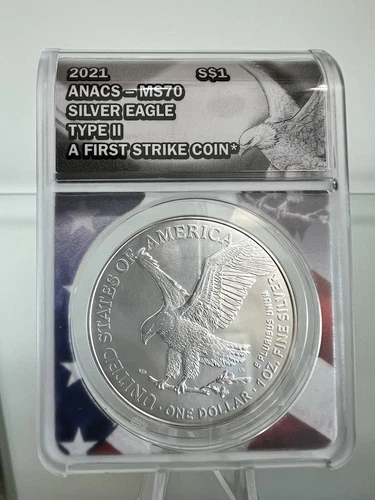 2021 S$1
ANACS – MS70
SILVER EAGLE
TYPE II
A FIRST STRIKE COIN*
UNITED STATES OF AMERICA
E PLURIBUS UNUM
· ONE DOLLAR · 1 OZ. FINE SILVER